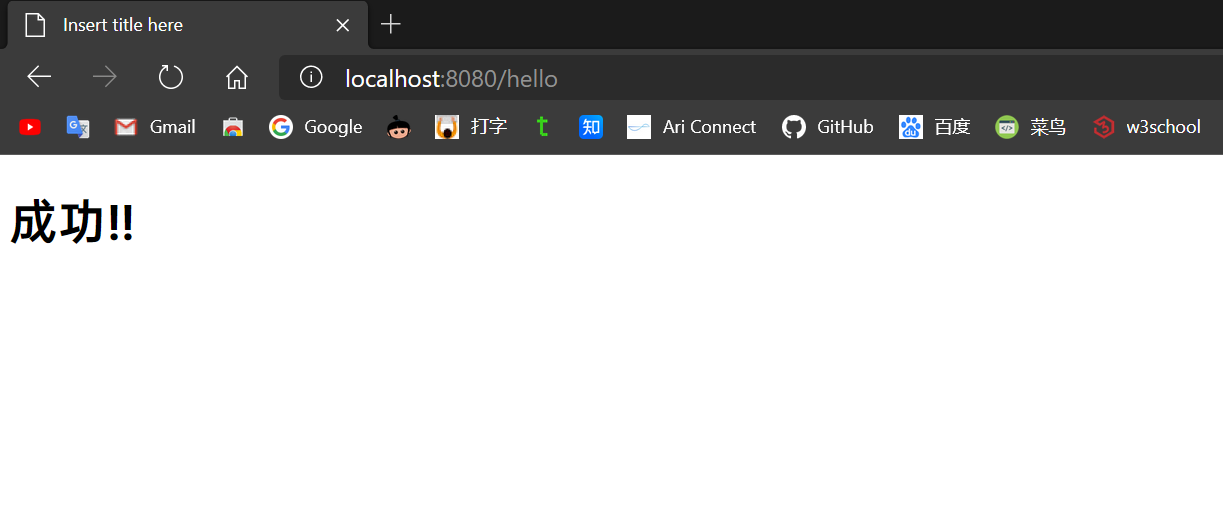 Insert title here
localhost:8080/hello
Gmail Google 打字 t 知 Ari Connect GitHub 百度 菜鸟 w3school
成功!!